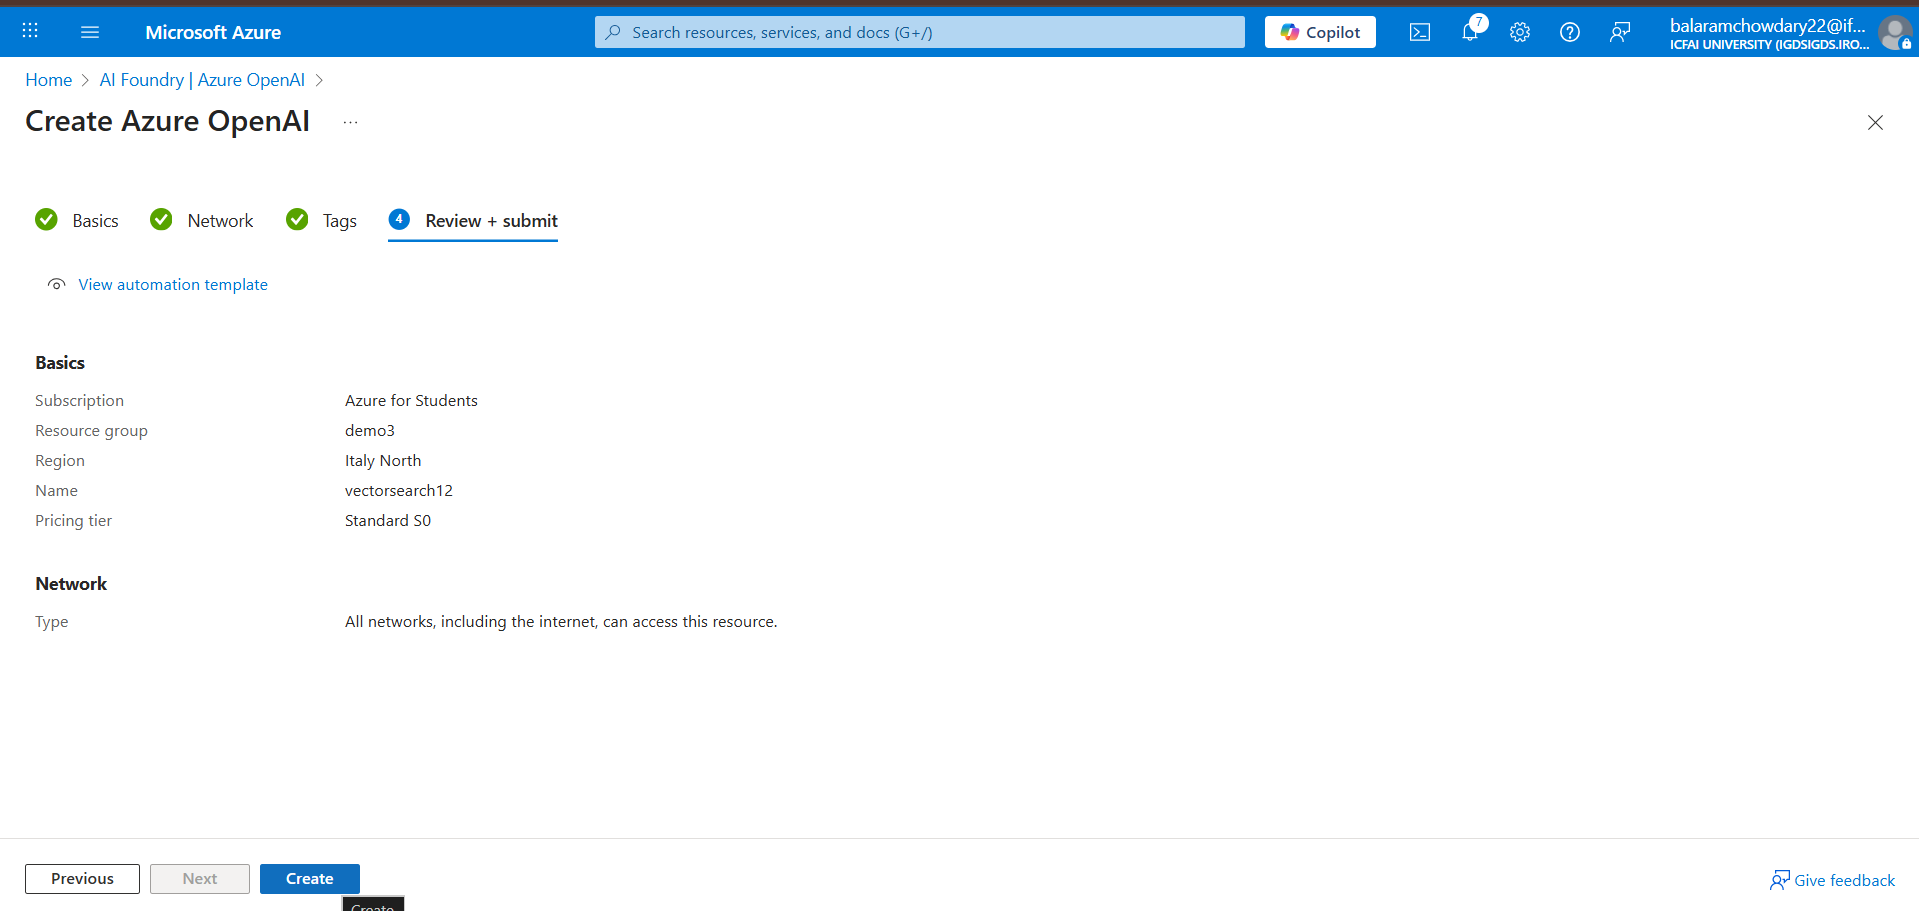 Microsoft Azure
Search resources, services, and docs (G+/)
Copilot
7
balaramchowdary22@if...
ICFAI UNIVERSITY (IGDSIGDS.IRO...
Home > AI Foundry | Azure OpenAI >
Create Azure OpenAI ...
Basics
Network
Tags
4 Review + submit
View automation template
Basics
Subscription Azure for Students
Resource group demo3
Region Italy North
Name vectorsearch12
Pricing tier Standard S0
Network
Type All networks, including the internet, can access this resource.
Previous
Next
Create
Give feedback
Create